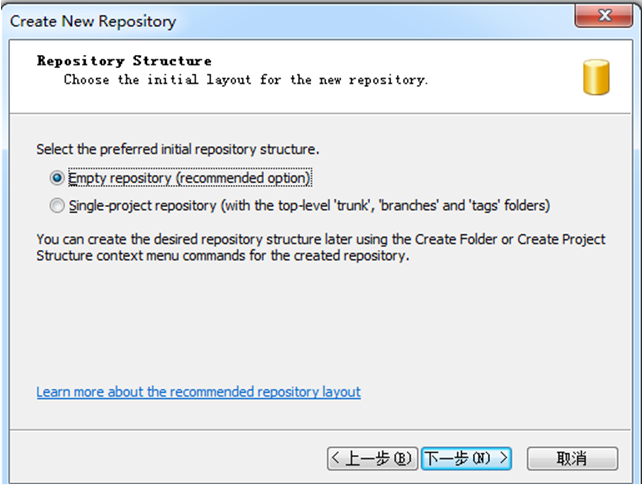 Create New Repository
Repository Structure
Choose the initial layout for the new repository.
Select the preferred initial repository structure.
Empty repository (recommended option)
Single-project repository (with the top-level 'trunk', 'branches' and 'tags' folders)
You can create the desired repository structure later using the Create Folder or Create Project
Structure context menu commands for the created repository.
Learn more about the recommended repository layout
< 上一步(B) 下一步(N) > 取消